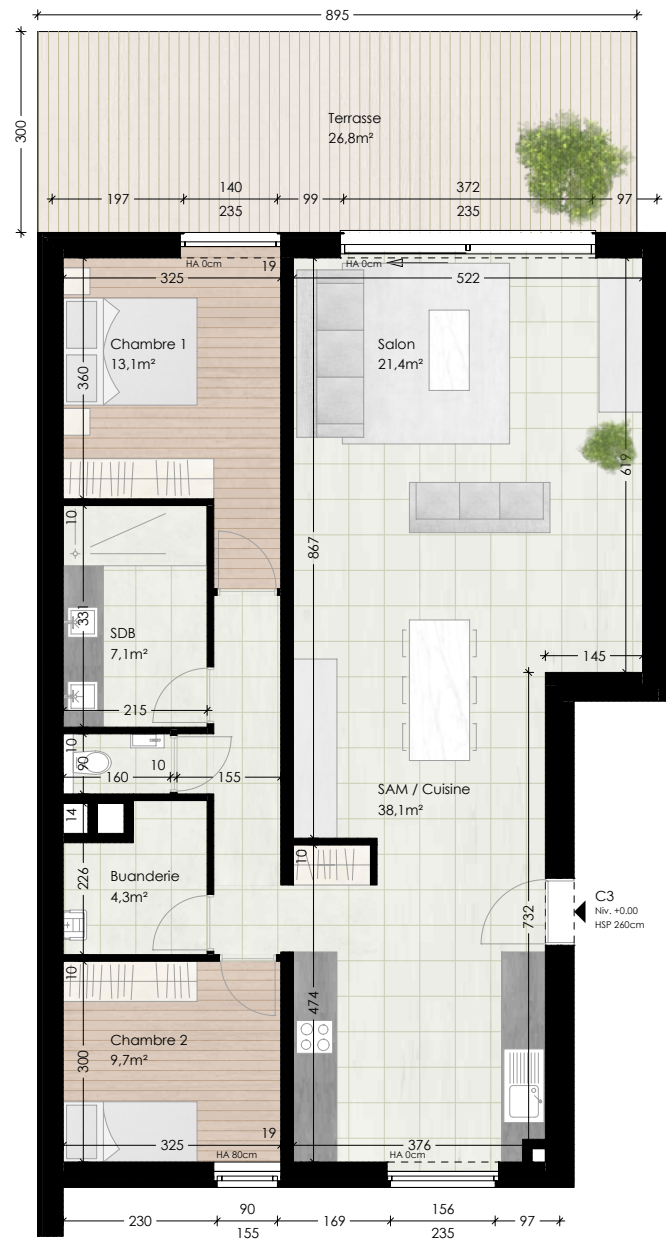 895
300
Terrasse
26,8m²
197
140
235
99
372
235
97
HA 0cm
19
325
HA 0cm
522
Chambre 1
13,1m²
360
Salon
21,4m²
619
10
867
331
SDB
7,1m²
215
145
10
90
160
10
155
SAM / Cuisine
38,1m²
14
226
Buanderie
4,3m²
10
C3
Niv. +0.00
HSP 260cm
732
10
474
Chambre 2
9,7m²
300
19
325
HA 80cm
376
HA 0cm
230
90
155
169
156
235
97